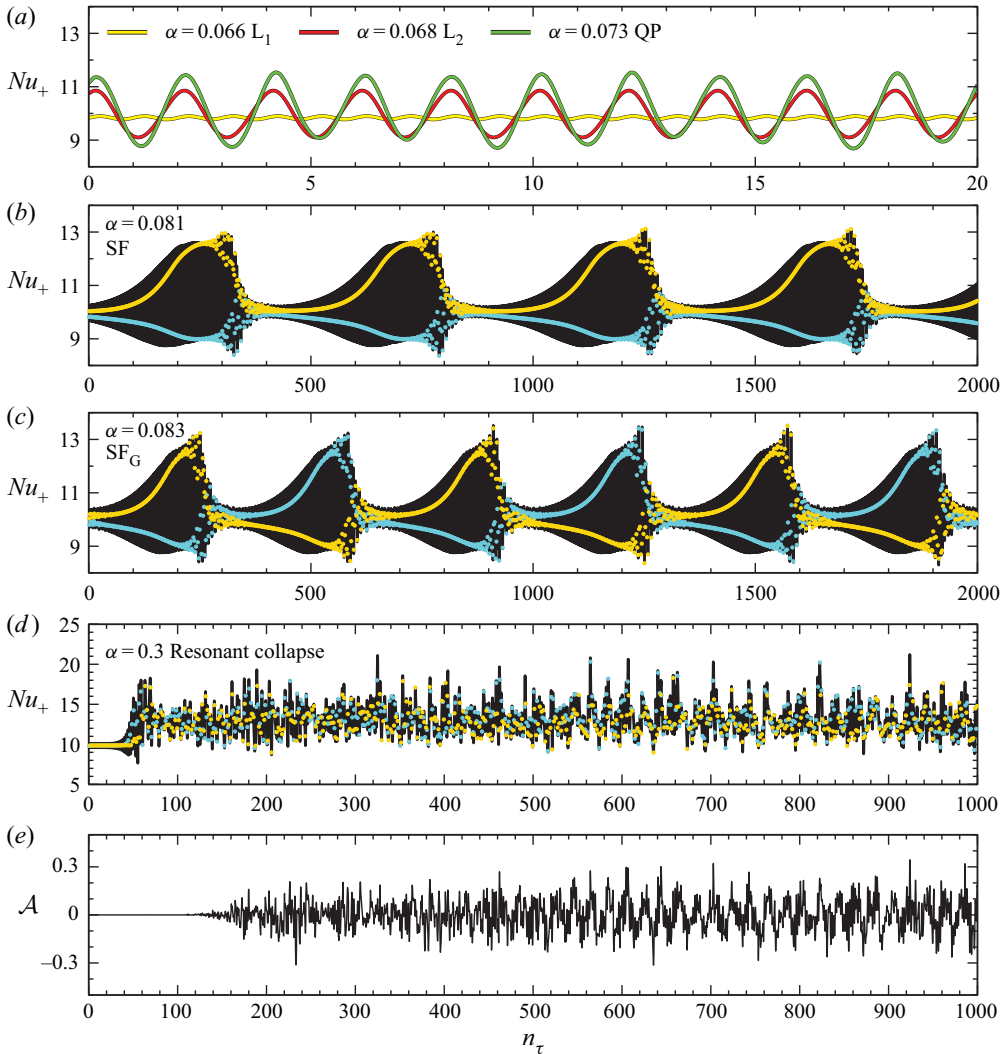 (a)
13
α = 0.066 L₁ α = 0.068 L₂ α = 0.073 QP
Nu₊ 11
9
0 5 10 15 20
(b)
13 α = 0.081
SF
Nu₊
11
9
0 500 1000 1500 2000
(c)
13 α = 0.083
SF_G
Nu₊ 11
9
0 500 1000 1500 2000
(d)
25
α = 0.3 Resonant collapse
20
Nu₊ 15
10
5
0 100 200 300 400 500 600 700 800 900 1000
(e)
0.3
𝒜 0
−0.3
0 100 200 300 400 500 600 700 800 900 1000
n_τ